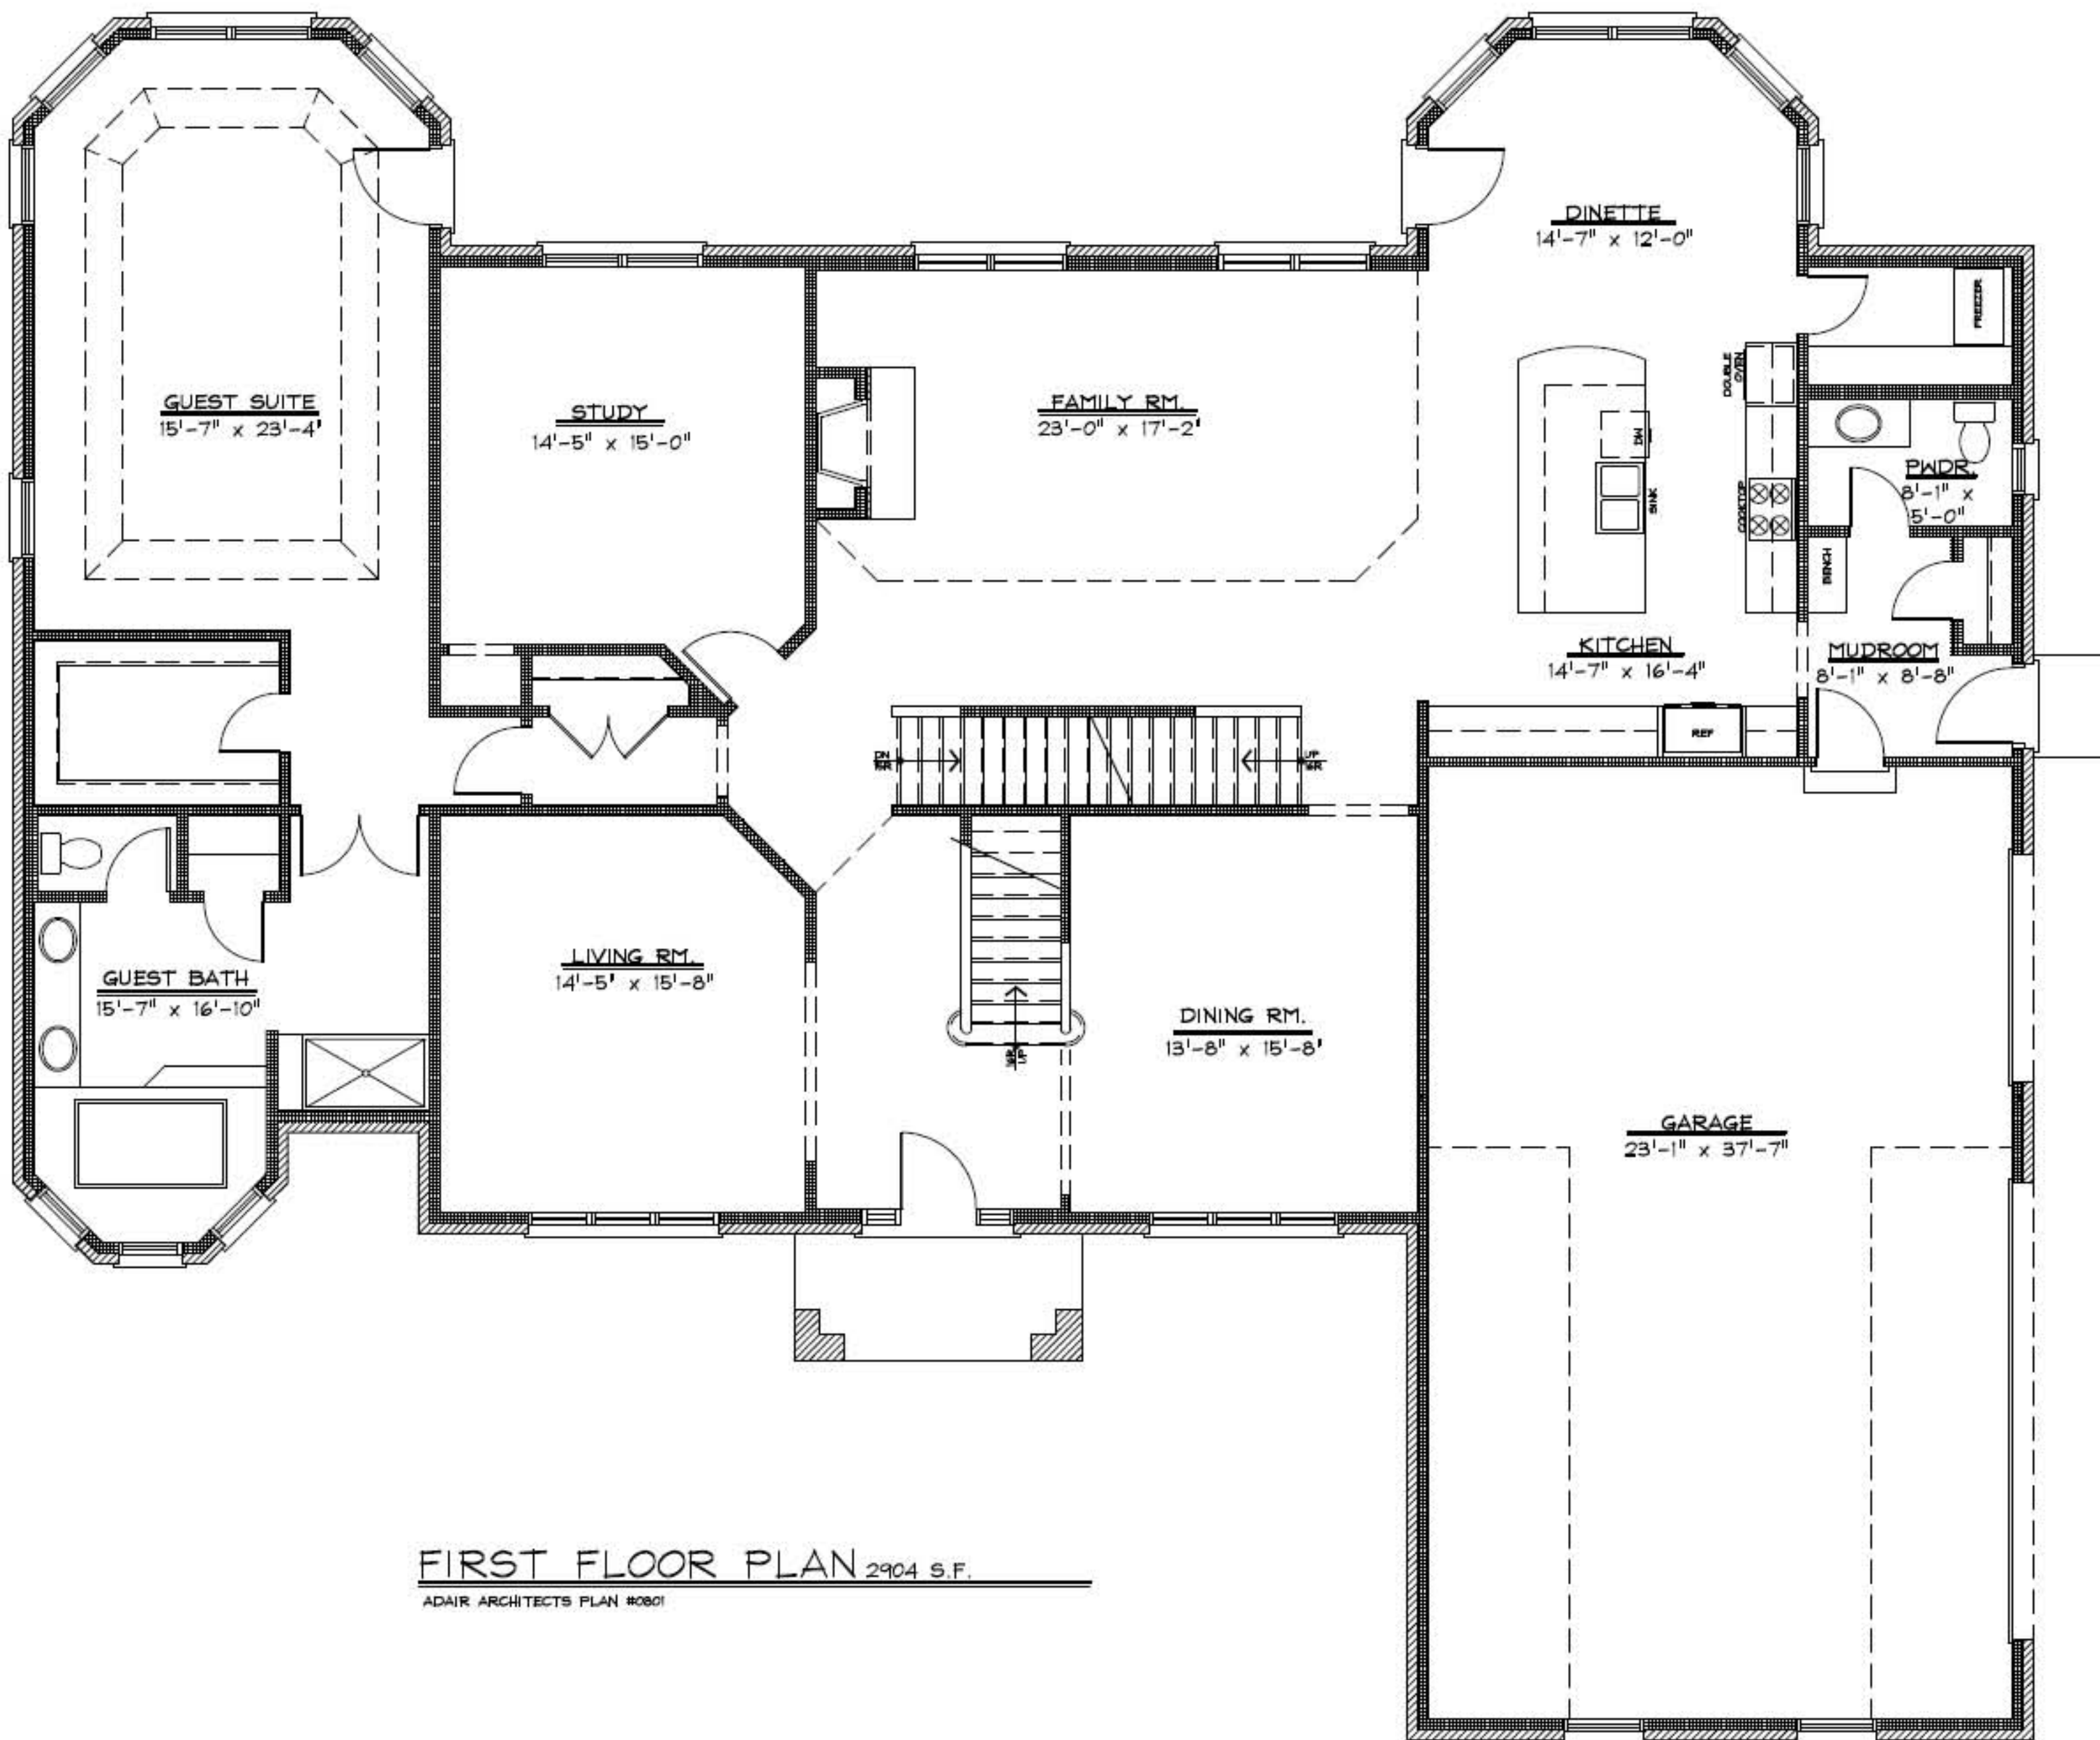 DINETTE
14'-7" x 12'-0"
FREEZER
DOUBLE
OVEN
GUEST SUITE
15'-7" x 23'-4"
STUDY
14'-5" x 15'-0"
FAMILY RM.
23'-0" x 17'-2"
DW
SINK
COOKTOP
PWDR.
8'-1" x
5'-0"
BENCH
KITCHEN
14'-7" x 16'-4"
MUDROOM
8'-1" x 8'-8"
REF
DN
UP
GUEST BATH
15'-7" x 16'-10"
LIVING RM.
14'-5" x 15'-8"
DINING RM.
13'-8" x 15'-8"
UP
GARAGE
23'-1" x 37'-7"
FIRST FLOOR PLAN 2904 S.F.
ADAIR ARCHITECTS PLAN #0801